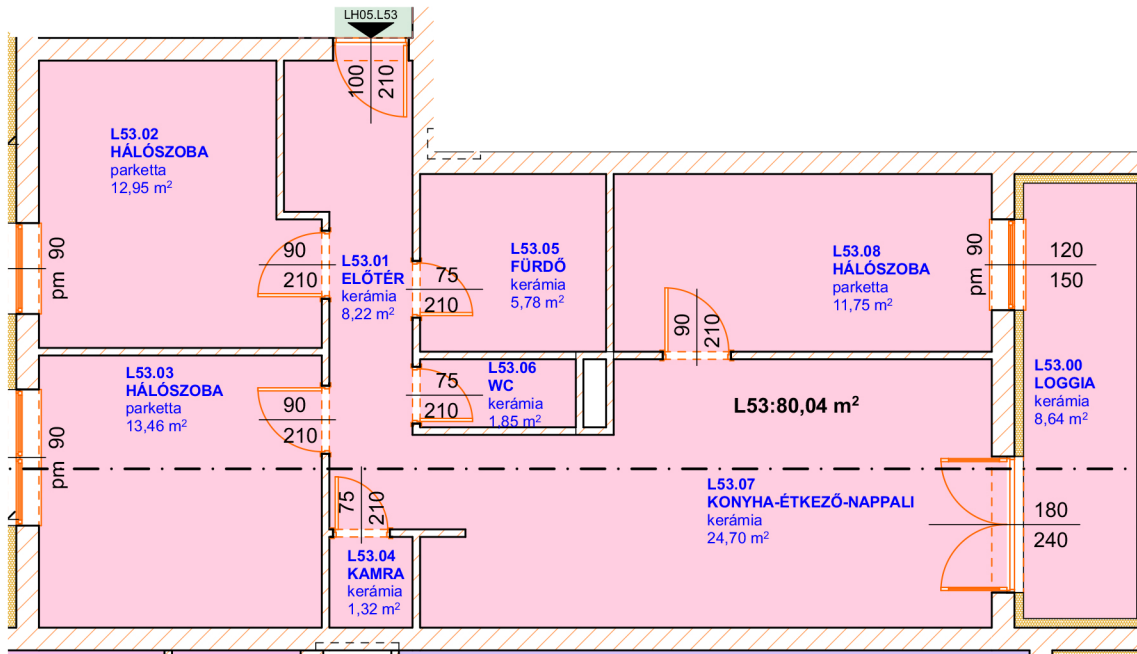 LH05.L53
100
210
L53.02
HÁLÓSZOBA
parketta
12,95 m²
90
210
pm 90
L53.01
ELŐTÉR
kerámia
8,22 m²
75
210
L53.05
FÜRDŐ
kerámia
5,78 m²
L53.08
HÁLÓSZOBA
parketta
11,75 m²
pm 90
120
150
90
210
L53.03
HÁLÓSZOBA
parketta
13,46 m²
90
210
pm 90
L53.06
WC
kerámia
1,85 m²
75
210
L53:80,04 m²
L53.00
LOGGIA
kerámia
8,64 m²
L53.07
KONYHA-ÉTKEZŐ-NAPPALI
kerámia
24,70 m²
180
240
75
210
L53.04
KAMRA
kerámia
1,32 m²